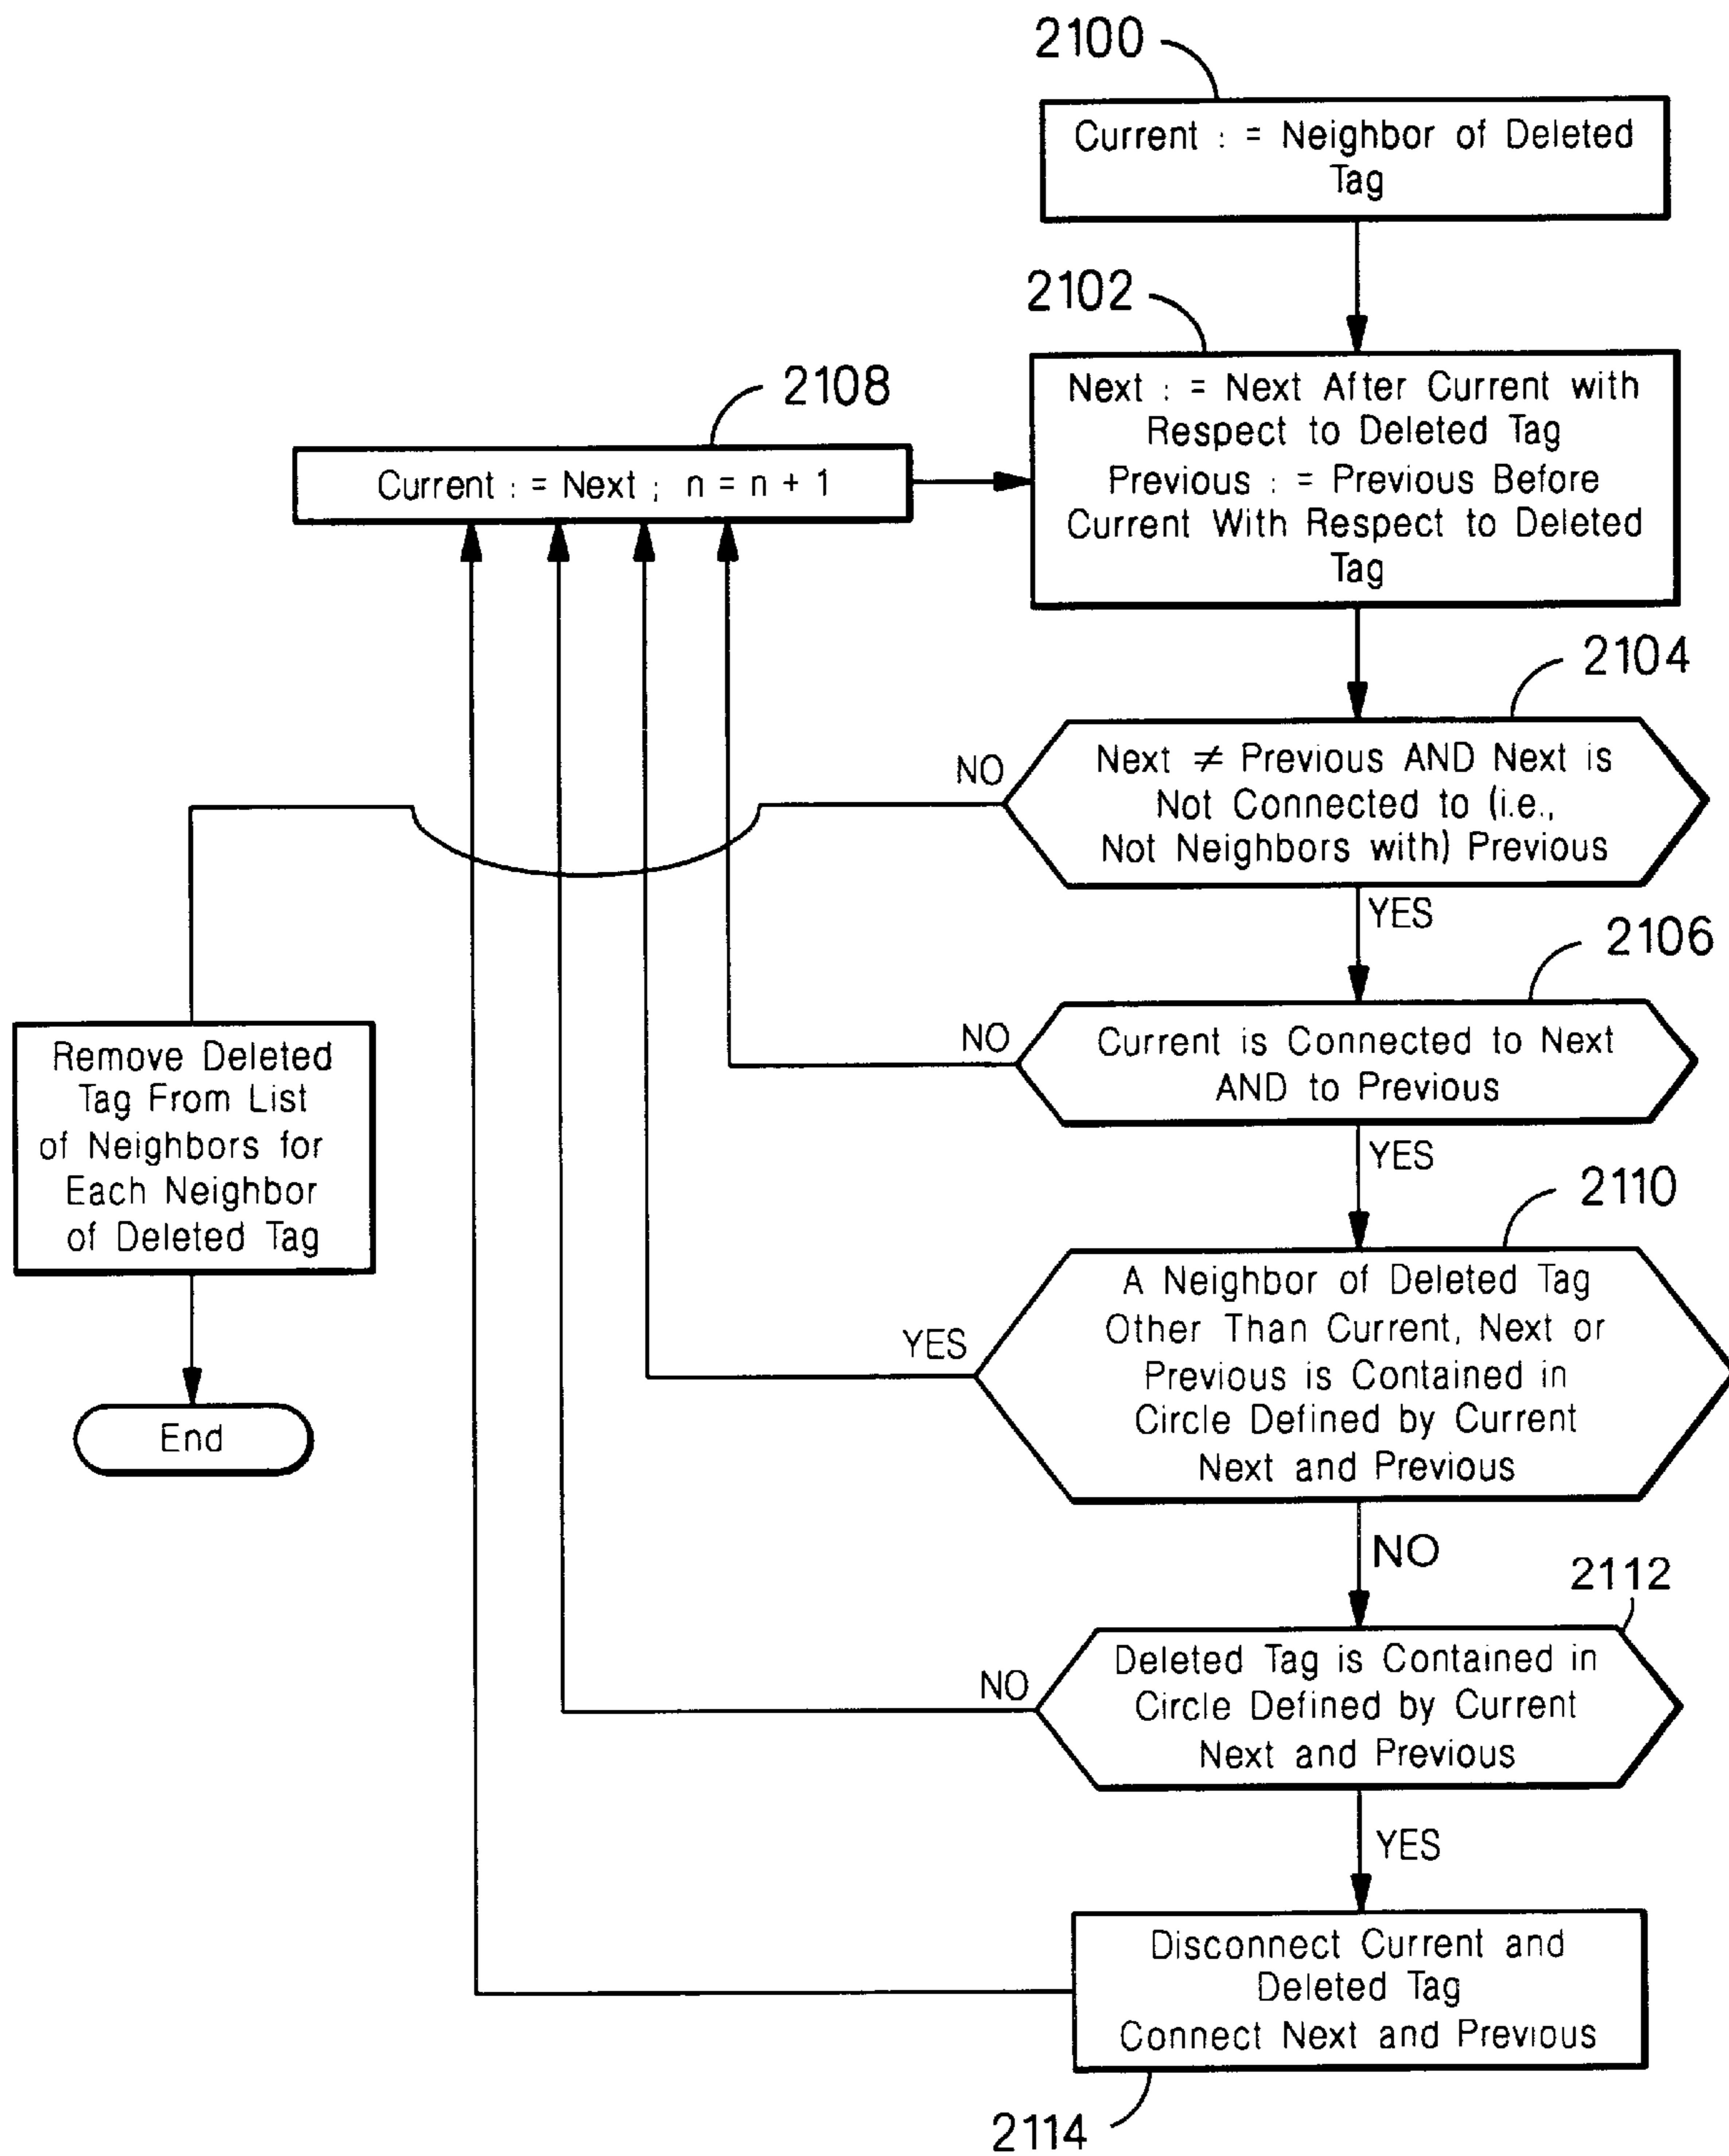 2100
Current : = Neighbor of Deleted
Tag
2102
Next : = Next After Current with
Respect to Deleted Tag
Previous : = Previous Before
Current With Respect to Deleted
Tag
2108
Current : = Next ; n = n + 1
2104
Next ≠ Previous AND Next is
Not Connected to (i.e.,
Not Neighbors with) Previous
NO
YES
2106
Current is Connected to Next
AND to Previous
NO
YES
Remove Deleted
Tag From List
of Neighbors for
Each Neighbor
of Deleted Tag
End
2110
A Neighbor of Deleted Tag
Other Than Current, Next or
Previous is Contained in
Circle Defined by Current
Next and Previous
YES
NO
2112
Deleted Tag is Contained in
Circle Defined by Current
Next and Previous
NO
YES
Disconnect Current and
Deleted Tag
Connect Next and Previous
2114